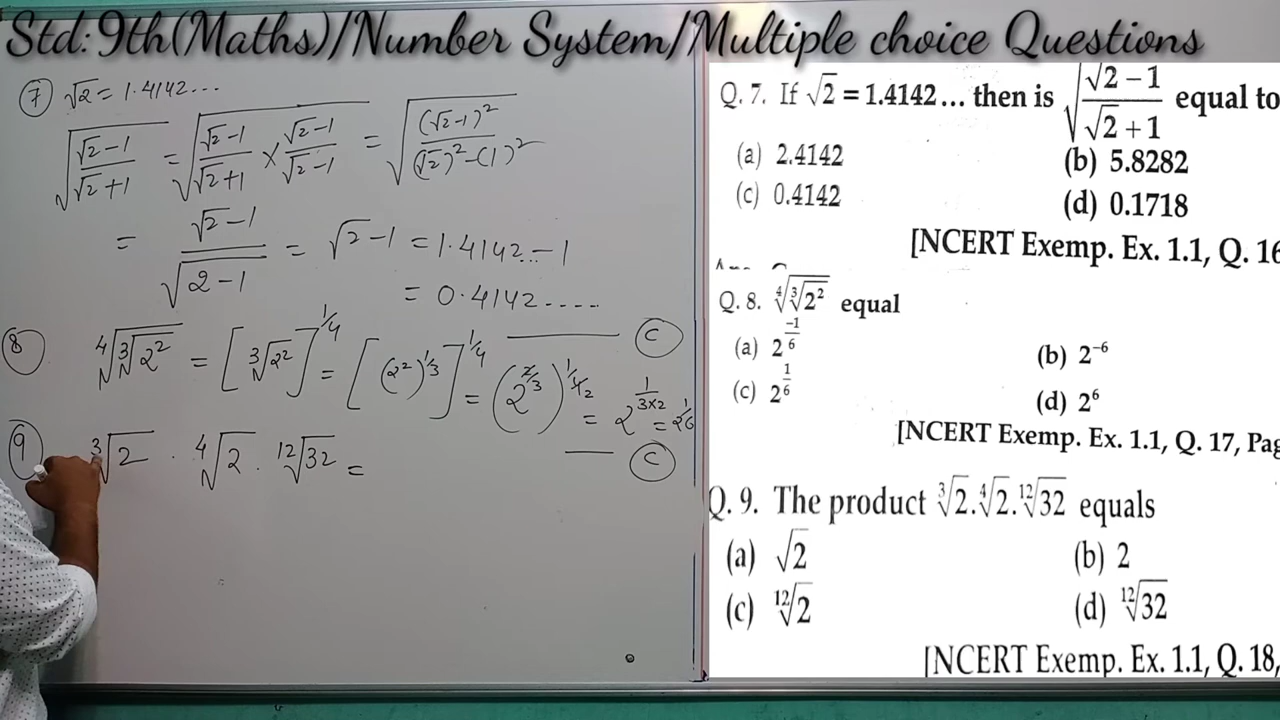 Std: 9th(Maths)/Number System/Multiple choice Questions
⑦ √2 = 1.4142...
√((√2-1)/(√2+1)) = √((√2-1)/(√2+1) × (√2-1)/(√2-1)) = √((√2-1)²/((√2)²-(1)²))
= (√2-1)/√(2-1) = √2-1 = 1.4142...-1
= 0.4142.....
—— Ⓒ
⑧ ⁴√(³√(2²)) = [³√(2²)]^(1/4) = [(2²)^(1/3)]^(1/4) = (2^(2/3))^(1/4₂) = 2^(1/(3×2)) = 2^(1/6)
—— Ⓒ
⑨ ³√2 . ⁴√2 . ¹²√32 =
Q. 7. If √2 = 1.4142... then is √((√2-1)/(√2+1)) equal to
(a) 2.4142
(b) 5.8282
(c) 0.4142
(d) 0.1718
[NCERT Exemp. Ex. 1.1, Q. 16
Q. 8. ⁴√(³√(2²)) equal
(a) 2^(-1/6)
(b) 2⁻⁶
(c) 2^(1/6)
(d) 2⁶
[NCERT Exemp. Ex. 1.1, Q. 17, Pag
Q. 9. The product ³√2.⁴√2.¹²√32 equals
(a) √2
(b) 2
(c) ¹²√2
(d) ¹²√32
[NCERT Exemp. Ex. 1.1, Q. 18,